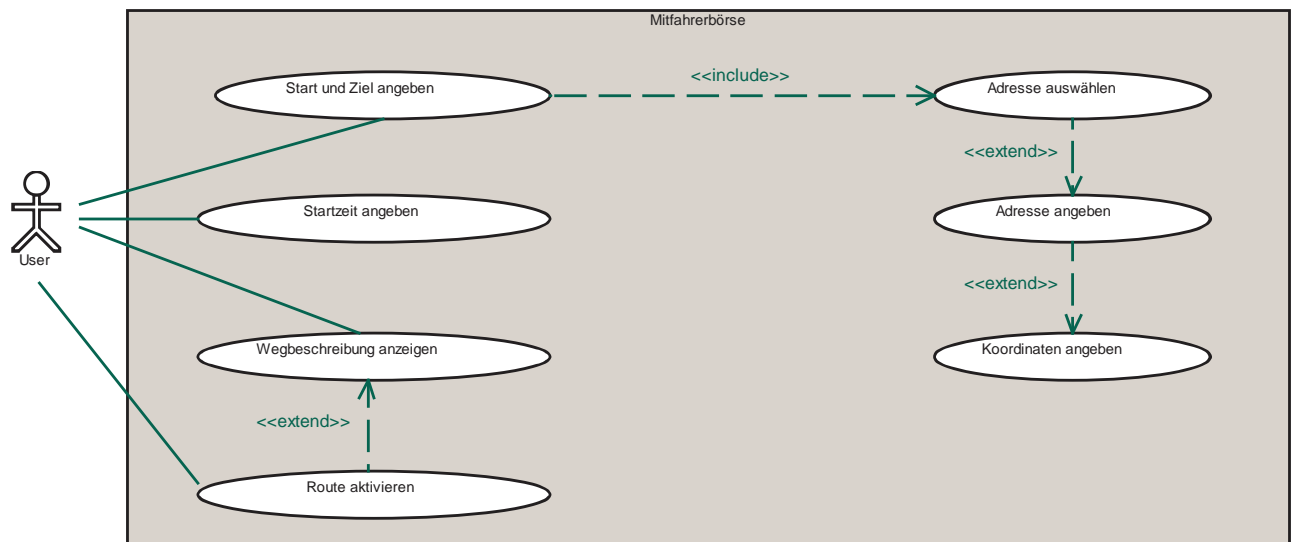 Mitfahrerbörse
Start und Ziel angeben
<<include>>
Adresse auswählen
<<extend>>
Startzeit angeben
Adresse angeben
User
<<extend>>
Wegbeschreibung anzeigen
Koordinaten angeben
<<extend>>
Route aktivieren